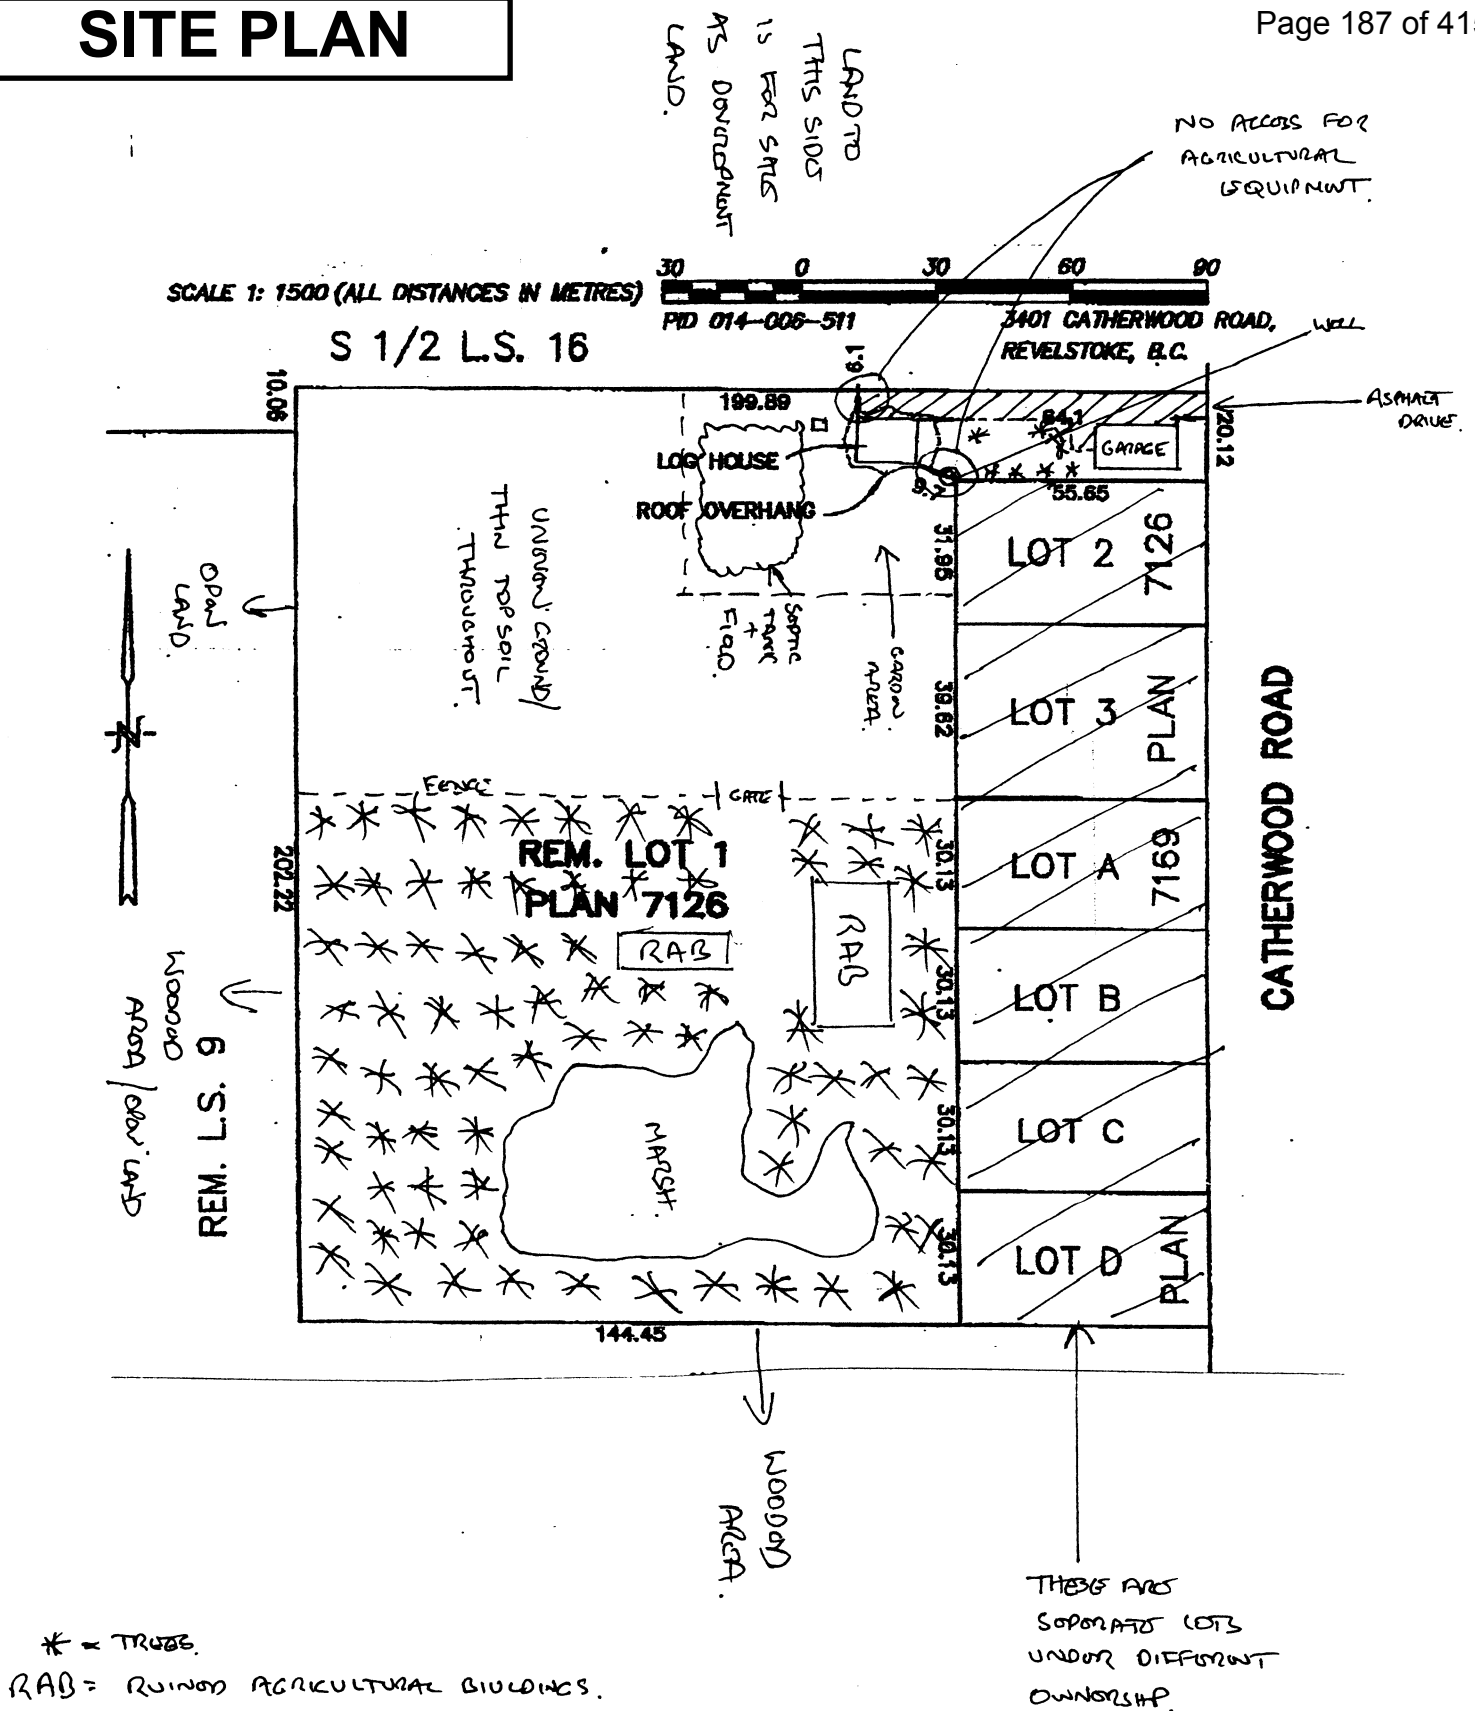 SITE PLAN
Page 187 of 415
LAND TO
THIS SIDE
IS FOR SALE
AS DEVELOPMENT
LAND.
NO ACCESS FOR
AGRICULTURAL
EQUIPMENT.
30 0 30 60 90
SCALE 1: 1500 (ALL DISTANCES IN METRES)
PID 014-006-511
3401 CATHERWOOD ROAD,
REVELSTOKE, B.C.
WELL
S 1/2 L.S. 16
10.06
199.89
6.1
64.1
20.12
ASPHALT
DRIVE.
GARAGE
LOG HOUSE
ROOF OVERHANG
9.7
55.65
31.95
LOT 2
7126
UNEVEN GROUND/
THIN TOPSOIL
THROUGHOUT.
OPEN
LAND.
SEPTIC
TANK
+
FIELD.
GARDEN
AREA.
39.62
LOT 3
PLAN
N
CATHERWOOD ROAD
FENCE
GATE
REM. LOT 1
PLAN 7126
202.22
30.13
LOT A
7169
RAB
RAB
30.13
LOT B
WOODED
AREA/OPEN LAND
REM. L.S. 9
MARSH.
30.13
LOT C
30.13
LOT D
PLAN
144.45
WOODED
AREA.
THESE ARE
SEPERATE LOTS
UNDER DIFFERENT
OWNERSHIP.
* = TREES.
RAB = RUINED AGRICULTURAL BIULDINGS.